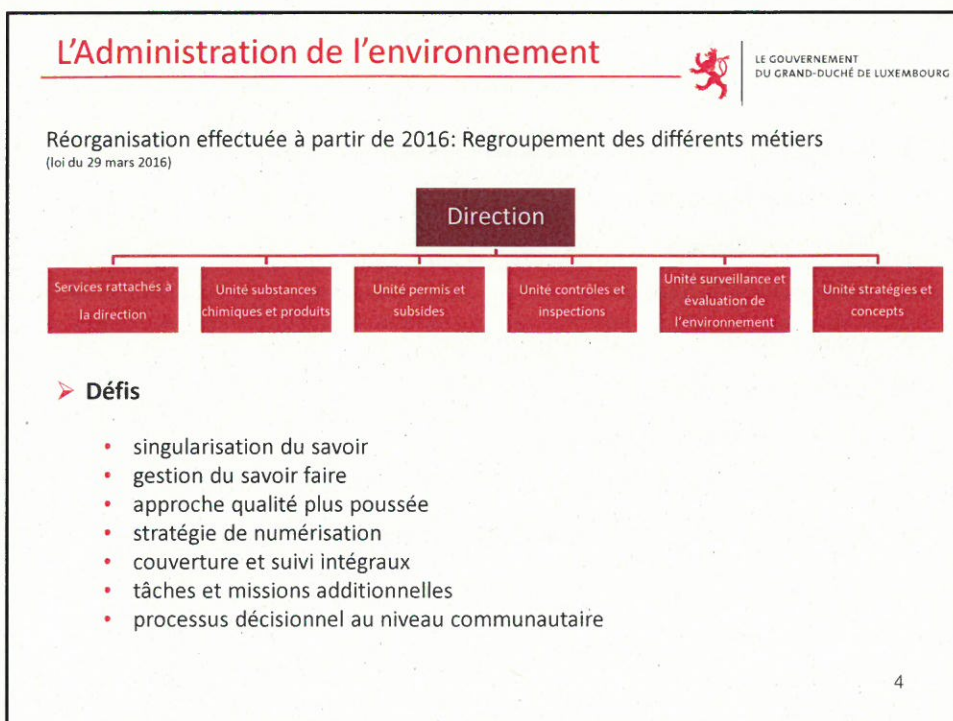 L'Administration de l'environnement
LE GOUVERNEMENT
DU GRAND-DUCHÉ DE LUXEMBOURG
Réorganisation effectuée à partir de 2016: Regroupement des différents métiers
(loi du 29 mars 2016)
Direction
Services rattachés à
la direction
Unité substances
chimiques et produits
Unité permis et
subsides
Unité contrôles et
inspections
Unité surveillance et
évaluation de
l'environnement
Unité stratégies et
concepts
➢ Défis
• singularisation du savoir
• gestion du savoir faire
• approche qualité plus poussée
• stratégie de numérisation
• couverture et suivi intégraux
• tâches et missions additionnelles
• processus décisionnel au niveau communautaire
4